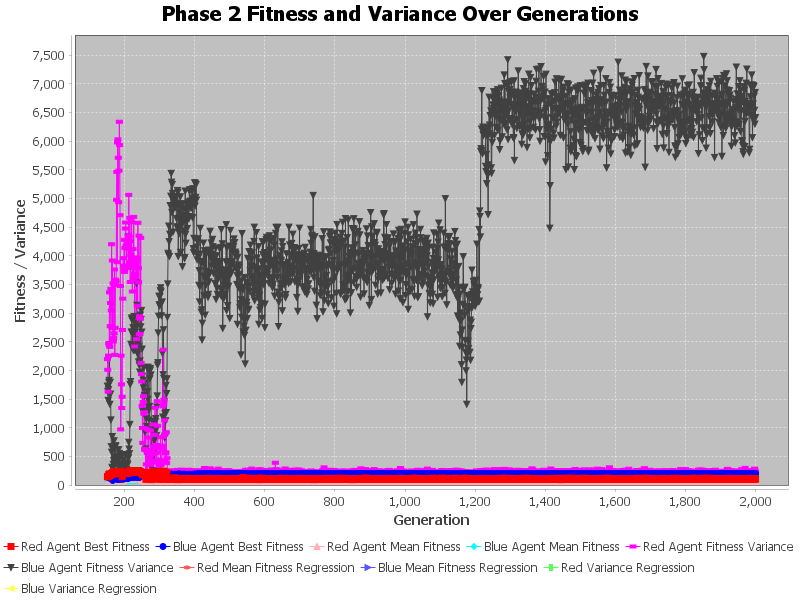 Phase 2 Fitness and Variance Over Generations
7,500
7,000
6,500
6,000
5,500
5,000
4,500
4,000
3,500
3,000
2,500
2,000
1,500
1,000
500
0
Fitness / Variance
200 400 600 800 1,000 1,200 1,400 1,600 1,800 2,000
Generation
Red Agent Best Fitness Blue Agent Best Fitness Red Agent Mean Fitness Blue Agent Mean Fitness Red Agent Fitness Variance
Blue Agent Fitness Variance Red Mean Fitness Regression Blue Mean Fitness Regression Red Variance Regression
Blue Variance Regression